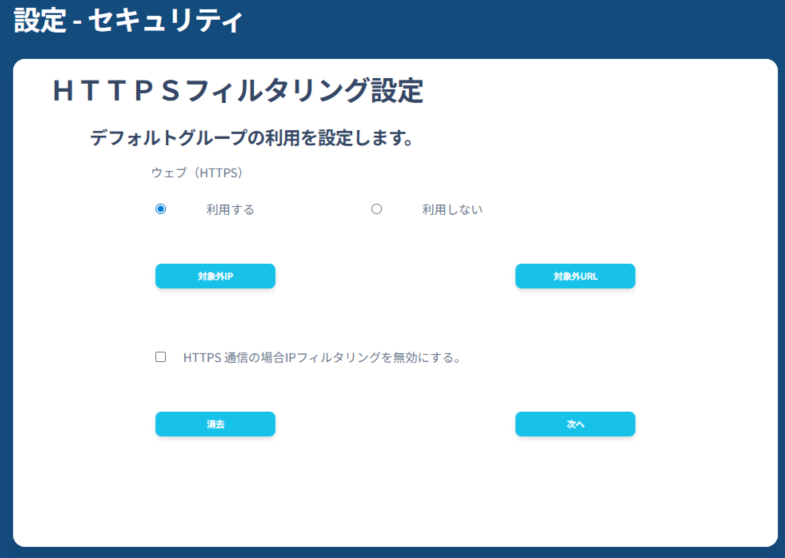 設定 - セキュリティ
ＨＴＴＰＳフィルタリング設定
デフォルトグループの利用を設定します。
ウェブ（HTTPS）
利用する 利用しない
対象外IP 対象外URL
HTTPS 通信の場合IPフィルタリングを無効にする。
消去 次へ